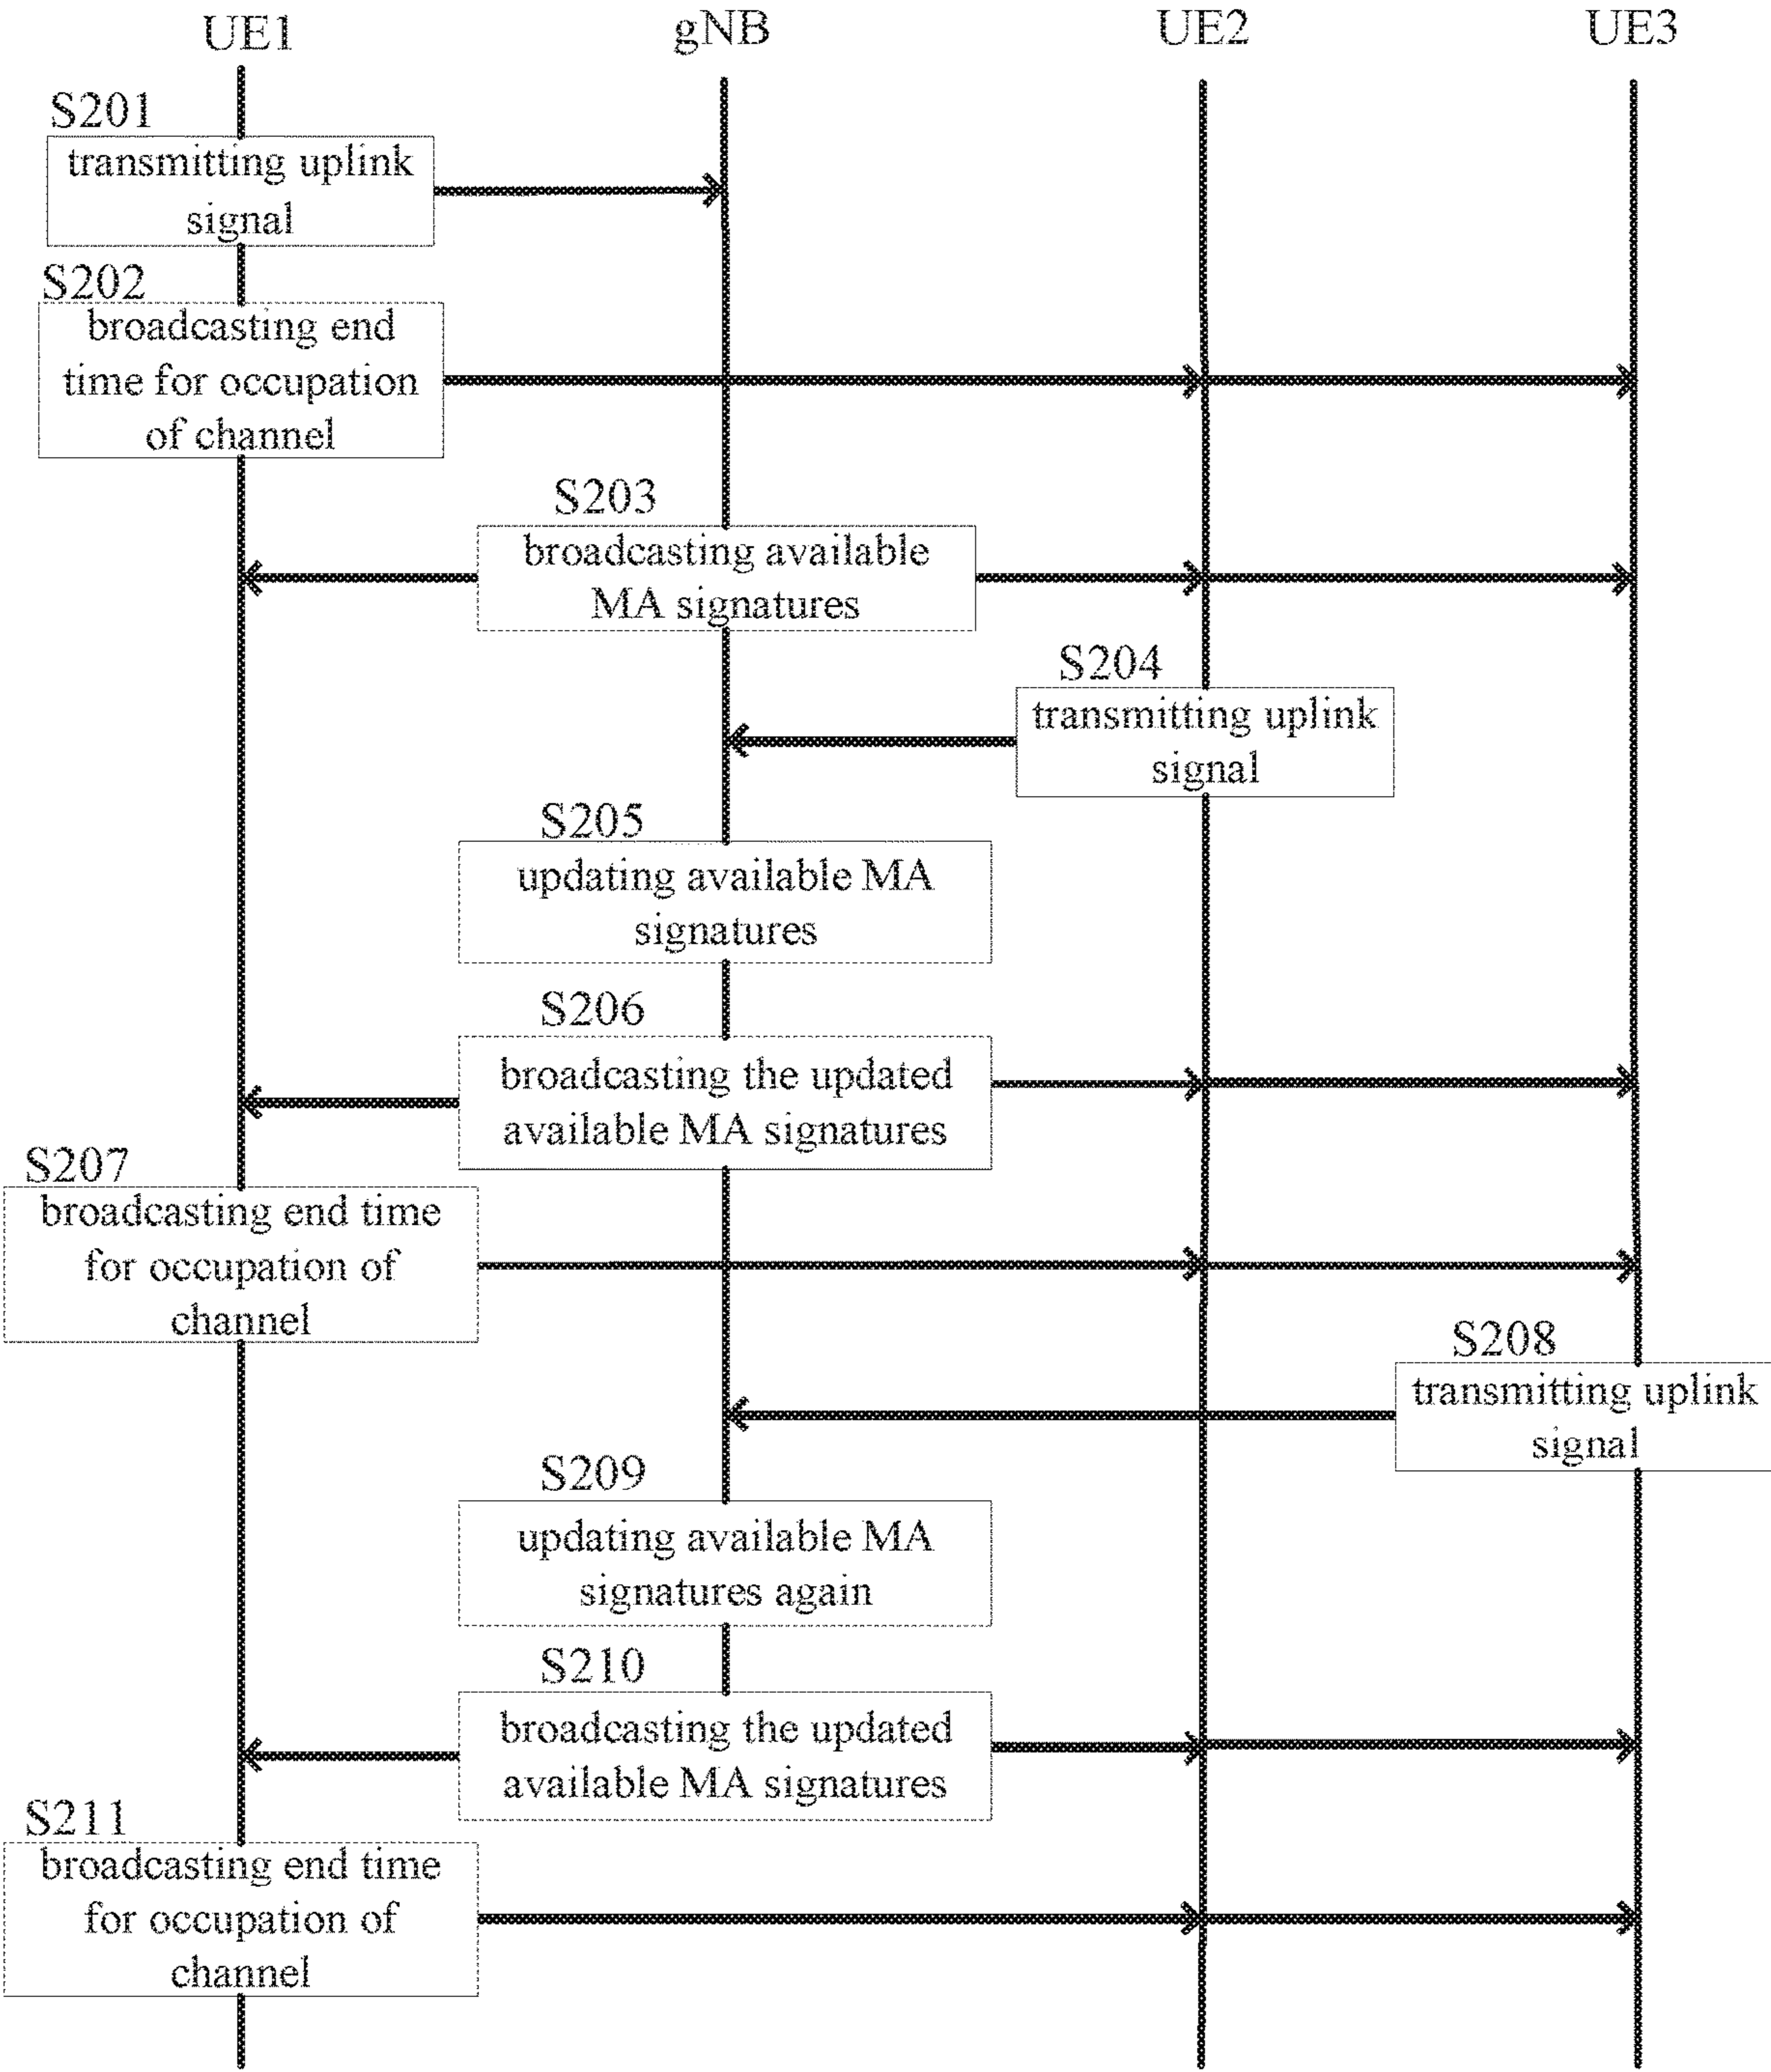 UE1
gNB
UE2
UE3
S201
transmitting uplink
signal
S202
broadcasting end
time for occupation
of channel
S203
broadcasting available
MA signatures
S204
transmitting uplink
signal
S205
updating available MA
signatures
S206
broadcasting the updated
available MA signatures
S207
broadcasting end time
for occupation of
channel
S208
transmitting uplink
signal
S209
updating available MA
signatures again
S210
broadcasting the updated
available MA signatures
S211
broadcasting end time
for occupation of
channel